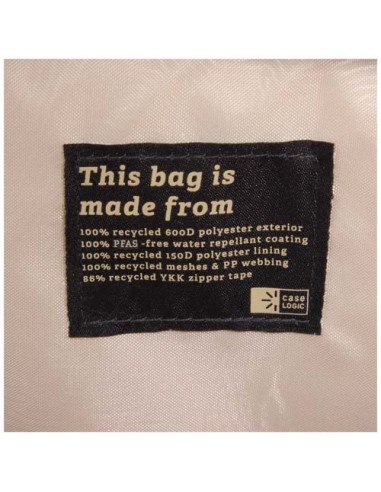 This bag is
made from
100% recycled 600D polyester exterior
100% PFAS -free water repellant coating
100% recycled 150D polyester lining
100% recycled meshes & PP webbing
86% recycled YKK zipper tape
case
LOGIC